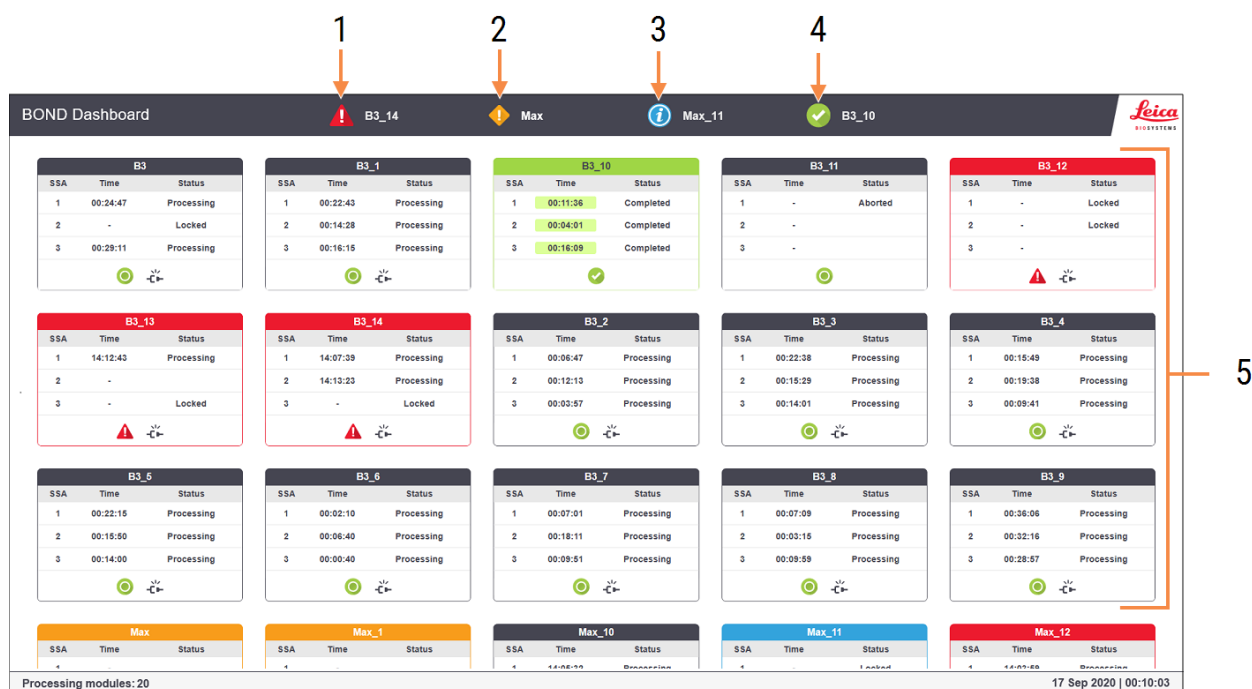 1 2 3 4
BOND Dashboard B3_14 Max Max_11 B3_10 Leica
BIOSYSTEMS
B3 B3_1 B3_10 B3_11 B3_12
SSA Time Status SSA Time Status SSA Time Status SSA Time Status SSA Time Status
1 00:24:47 Processing 1 00:22:43 Processing 1 00:11:36 Completed 1 - Aborted 1 - Locked
2 - Locked 2 00:14:28 Processing 2 00:04:01 Completed 2 - 2 - Locked
3 00:29:11 Processing 3 00:16:15 Processing 3 00:16:09 Completed 3 - 3 -
B3_13 B3_14 B3_2 B3_3 B3_4
SSA Time Status SSA Time Status SSA Time Status SSA Time Status SSA Time Status
1 14:12:43 Processing 1 14:07:39 Processing 1 00:06:47 Processing 1 00:22:38 Processing 1 00:15:49 Processing
2 - 2 14:13:23 Processing 2 00:12:13 Processing 2 00:15:29 Processing 2 00:19:38 Processing
5
3 - Locked 3 - Locked 3 00:03:57 Processing 3 00:14:01 Processing 3 00:09:41 Processing
B3_5 B3_6 B3_7 B3_8 B3_9
SSA Time Status SSA Time Status SSA Time Status SSA Time Status SSA Time Status
1 00:22:15 Processing 1 00:02:10 Processing 1 00:07:01 Processing 1 00:07:09 Processing 1 00:36:06 Processing
2 00:15:50 Processing 2 00:06:40 Processing 2 00:18:11 Processing 2 00:03:15 Processing 2 00:32:16 Processing
3 00:14:00 Processing 3 00:00:40 Processing 3 00:09:51 Processing 3 00:09:59 Processing 3 00:28:57 Processing
Max Max_1 Max_10 Max_11 Max_12
SSA Time Status SSA Time Status SSA Time Status SSA Time Status SSA Time Status
1 - 1 - 1 Processing 1 - Locked 1 Processing
Processing modules: 20 17 Sep 2020 | 00:10:03